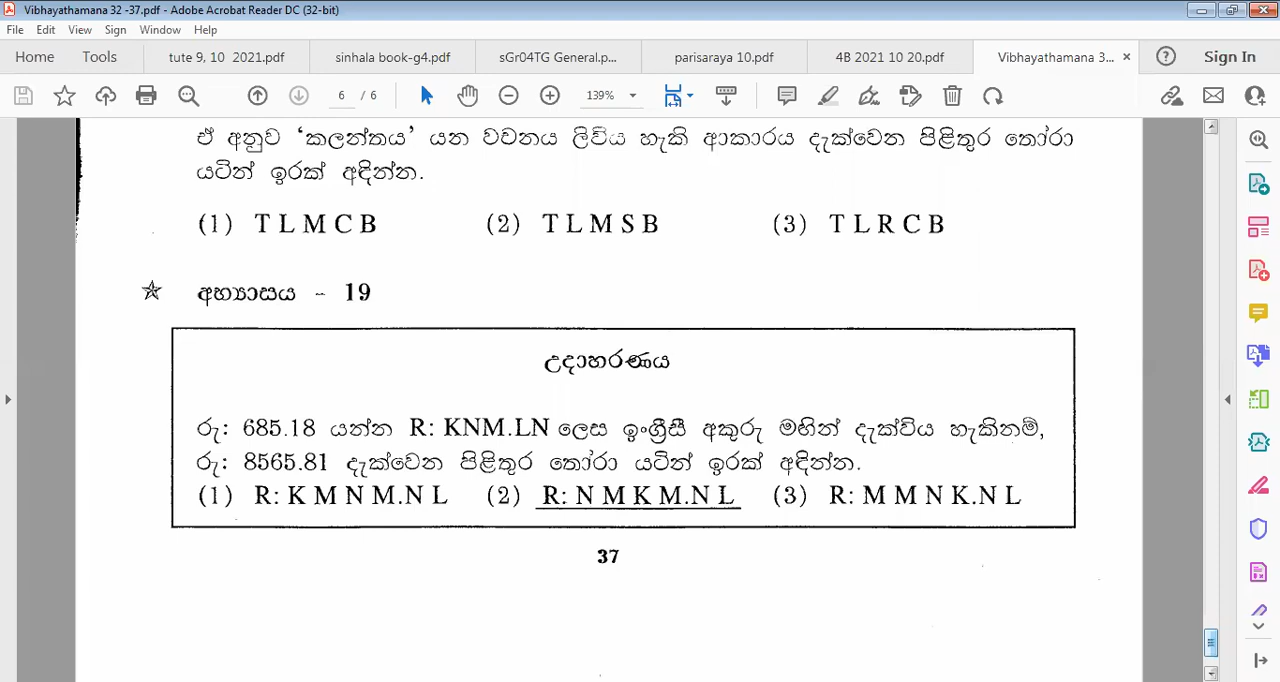 Vibhayathamana 32 -37.pdf - Adobe Acrobat Reader DC (32-bit)
File Edit View Sign Window Help
Home Tools tute 9, 10 2021.pdf sinhala book-g4.pdf sGr04TG General.p... parisaraya 10.pdf 4B 2021 10 20.pdf Vibhayathamana 3... × Sign In
6 / 6 139%
ඒ අනුව ‘කලන්තය’ යන වචනය ලිවිය හැකි ආකාරය දැක්වෙන පිළිතුර තෝරා
යටින් ඉරක් අඳින්න.
(1) T L M C B (2) T L M S B (3) T L R C B
☆ අභ්‍යාසය - 19
උදාහරණය
රු: 685.18 යන්න R: KNM.LN ලෙස ඉංග්‍රීසී අකුරු මඟින් දැක්විය හැකිනම්,
රු: 8565.81 දැක්වෙන පිළිතුර තෝරා යටින් ඉරක් අඳින්න.
(1) R: K M N M.N L (2) R: N M K M.N L (3) R: M M N K.N L
37